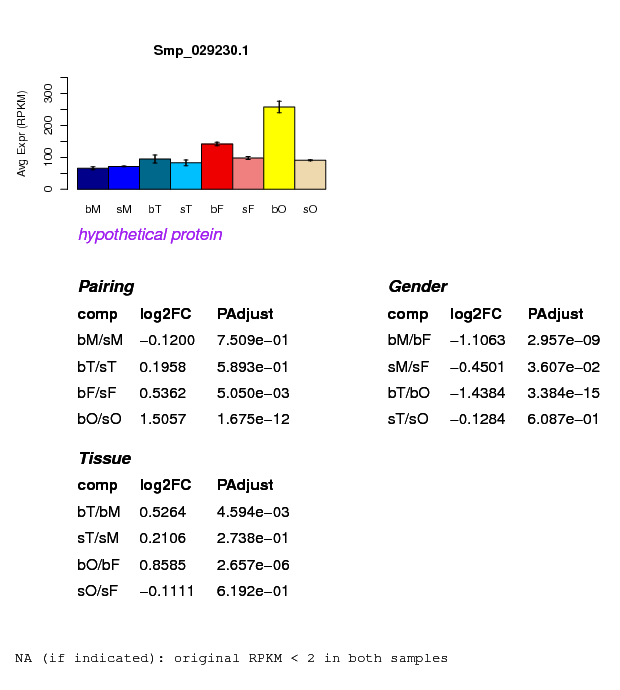 Smp_029230.1
Avg Expr (RPKM)
0 100 200 300
bM sM bT sT bF sF bO sO
hypothetical protein
Pairing
comp log2FC PAdjust
bM/sM −0.1200 7.509e−01
bT/sT 0.1958 5.893e−01
bF/sF 0.5362 5.050e−03
bO/sO 1.5057 1.675e−12
Gender
comp log2FC PAdjust
bM/bF −1.1063 2.957e−09
sM/sF −0.4501 3.607e−02
bT/bO −1.4384 3.384e−15
sT/sO −0.1284 6.087e−01
Tissue
comp log2FC PAdjust
bT/bM 0.5264 4.594e−03
sT/sM 0.2106 2.738e−01
bO/bF 0.8585 2.657e−06
sO/sF −0.1111 6.192e−01
NA (if indicated): original RPKM < 2 in both samples